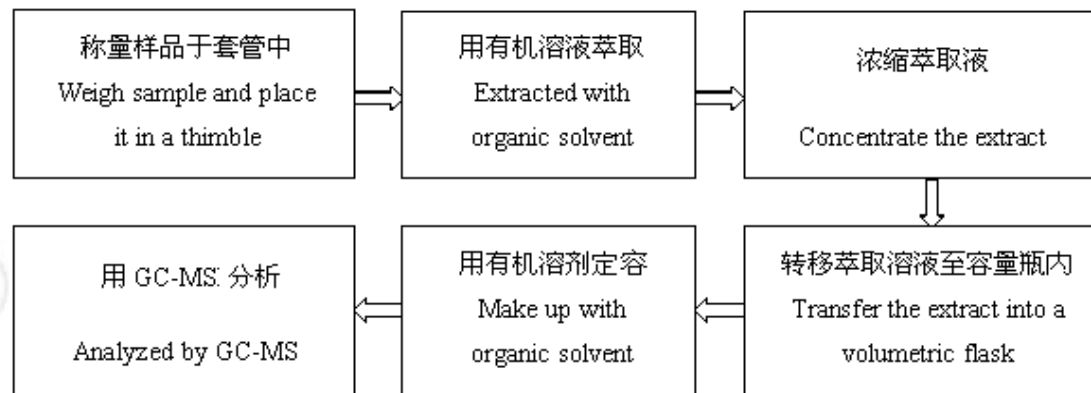 称量样品于套管中
Weigh sample and place
it in a thimble
用有机溶液萃取
Extracted with
organic solvent
浓缩萃取液
Concentrate the extract
转移萃取溶液至容量瓶内
Transfer the extract into a
volumetric flask
用有机溶剂定容
Make up with
organic solvent
用 GC-MS 分析
Analyzed by GC-MS